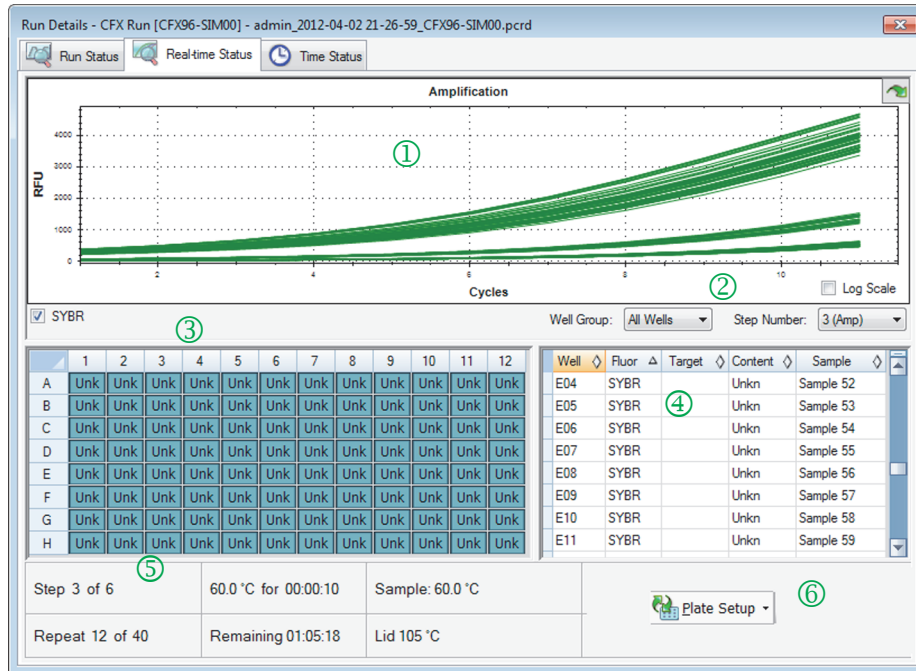 Run Details - CFX Run [CFX96-SIM00] - admin_2012-04-02 21-26-59_CFX96-SIM00.pcrd
Run Status Real-time Status Time Status
Amplification
①
RFU
4000
3000
2000
1000
0
2 4 6 8 10
Cycles
②
Log Scale
SYBR
③
Well Group: All Wells Step Number: 3 (Amp)
1 2 3 4 5 6 7 8 9 10 11 12
A Unk Unk Unk Unk Unk Unk Unk Unk Unk Unk Unk Unk
B Unk Unk Unk Unk Unk Unk Unk Unk Unk Unk Unk Unk
C Unk Unk Unk Unk Unk Unk Unk Unk Unk Unk Unk Unk
D Unk Unk Unk Unk Unk Unk Unk Unk Unk Unk Unk Unk
E Unk Unk Unk Unk Unk Unk Unk Unk Unk Unk Unk Unk
F Unk Unk Unk Unk Unk Unk Unk Unk Unk Unk Unk Unk
G Unk Unk Unk Unk Unk Unk Unk Unk Unk Unk Unk Unk
H Unk Unk Unk Unk Unk Unk Unk Unk Unk Unk Unk Unk
Well Fluor Target Content Sample
E04 SYBR Unkn Sample 52
E05 SYBR ④ Unkn Sample 53
E06 SYBR Unkn Sample 54
E07 SYBR Unkn Sample 55
E08 SYBR Unkn Sample 56
E09 SYBR Unkn Sample 57
E10 SYBR Unkn Sample 58
E11 SYBR Unkn Sample 59
⑤
Step 3 of 6 60.0 °C for 00:00:10 Sample: 60.0 °C
⑥
Plate Setup
Repeat 12 of 40 Remaining 01:05:18 Lid 105 °C